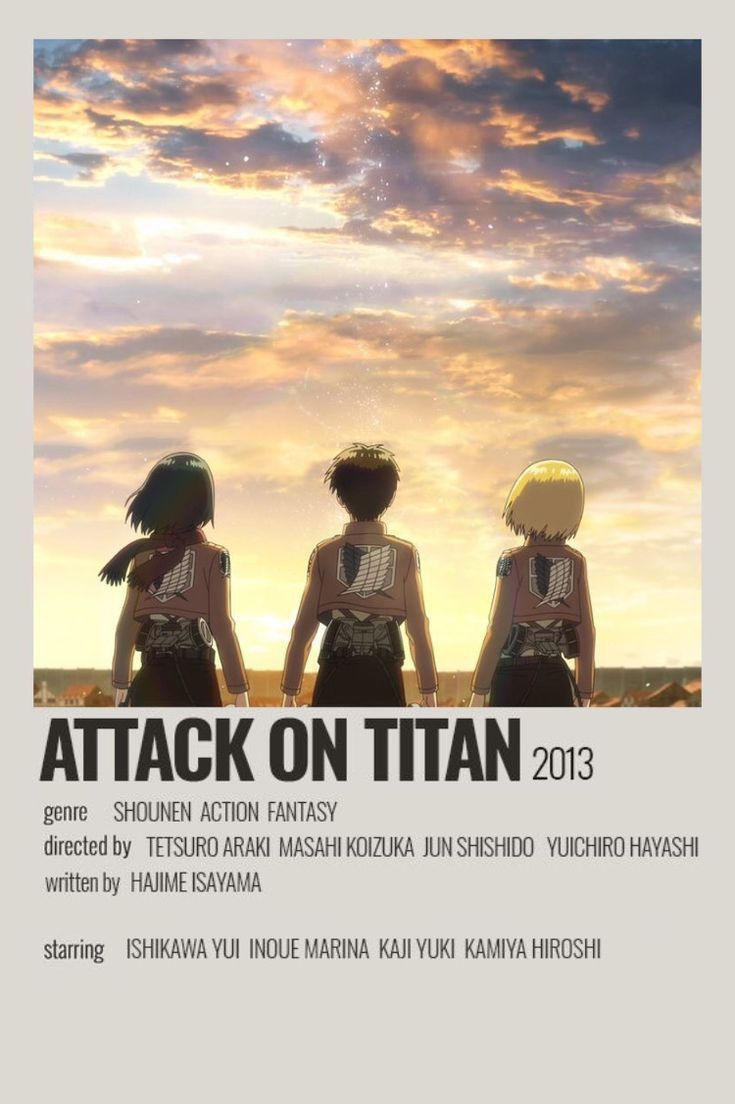 ATTACK ON TITAN 2013
genre SHOUNEN ACTION FANTASY
directed by TETSURO ARAKI MASAHI KOIZUKA JUN SHISHIDO YUICHIRO HAYASHI
written by HAJIME ISAYAMA
starring ISHIKAWA YUI INOUE MARINA KAJI YUKI KAMIYA HIROSHI